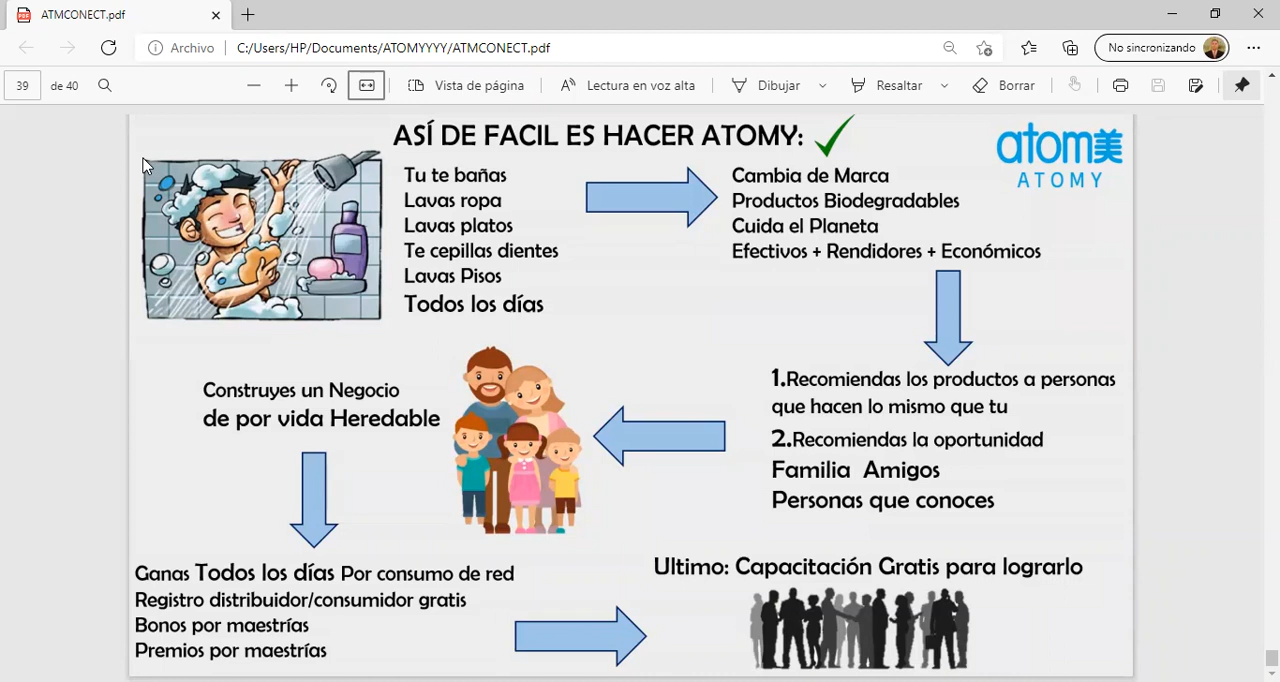 ATMCONECT.pdf
Archivo
C:/Users/HP/Documents/ATOMYYYY/ATMCONECT.pdf
No sincronizando
39 de 40
Vista de página
Lectura en voz alta
Dibujar
Resaltar
Borrar
ASÍ DE FACIL ES HACER ATOMY:
atom美
ATOMY
Tu te bañas
Lavas ropa
Lavas platos
Te cepillas dientes
Lavas Pisos
Todos los días
Cambia de Marca
Productos Biodegradables
Cuida el Planeta
Efectivos + Rendidores + Económicos
1.Recomiendas los productos a personas
que hacen lo mismo que tu
2.Recomiendas la oportunidad
Familia Amigos
Personas que conoces
Construyes un Negocio
de por vida Heredable
Ganas Todos los días Por consumo de red
Registro distribuidor/consumidor gratis
Bonos por maestrías
Premios por maestrías
Ultimo: Capacitación Gratis para lograrlo